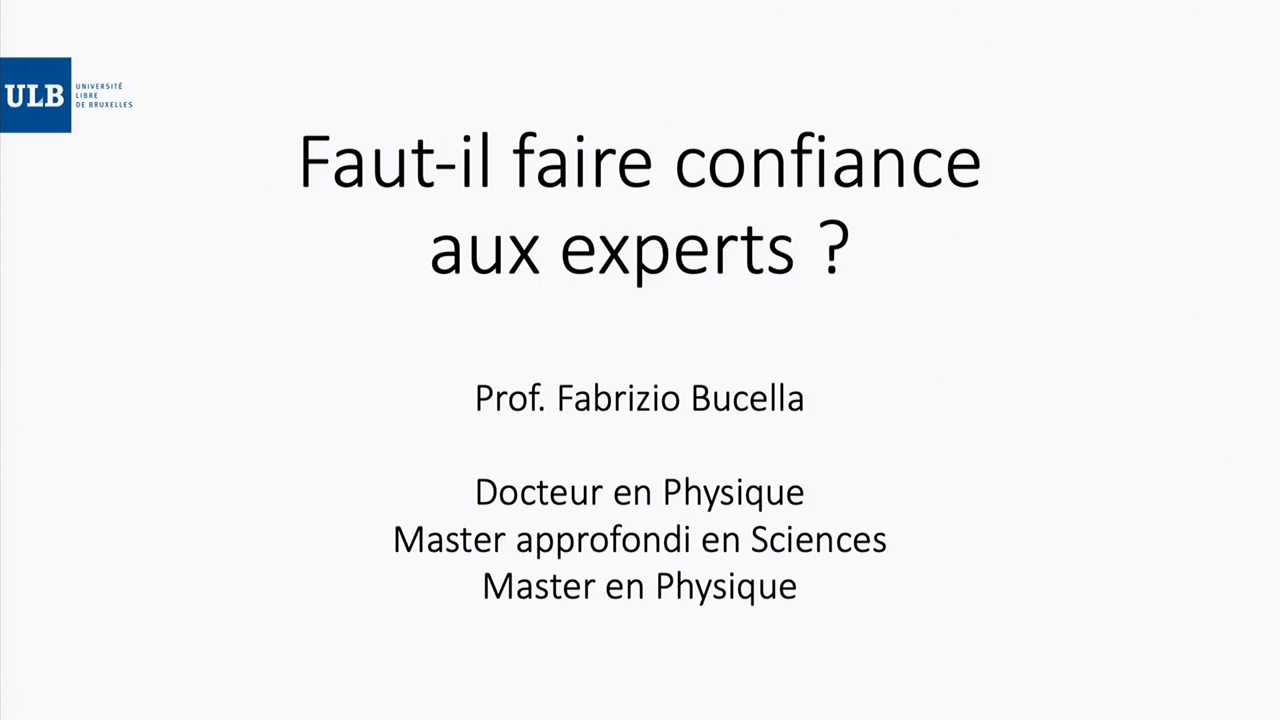 ULB
UNIVERSITÉ
LIBRE
DE BRUXELLES
Faut-il faire confiance
aux experts ?
Prof. Fabrizio Bucella
Docteur en Physique
Master approfondi en Sciences
Master en Physique